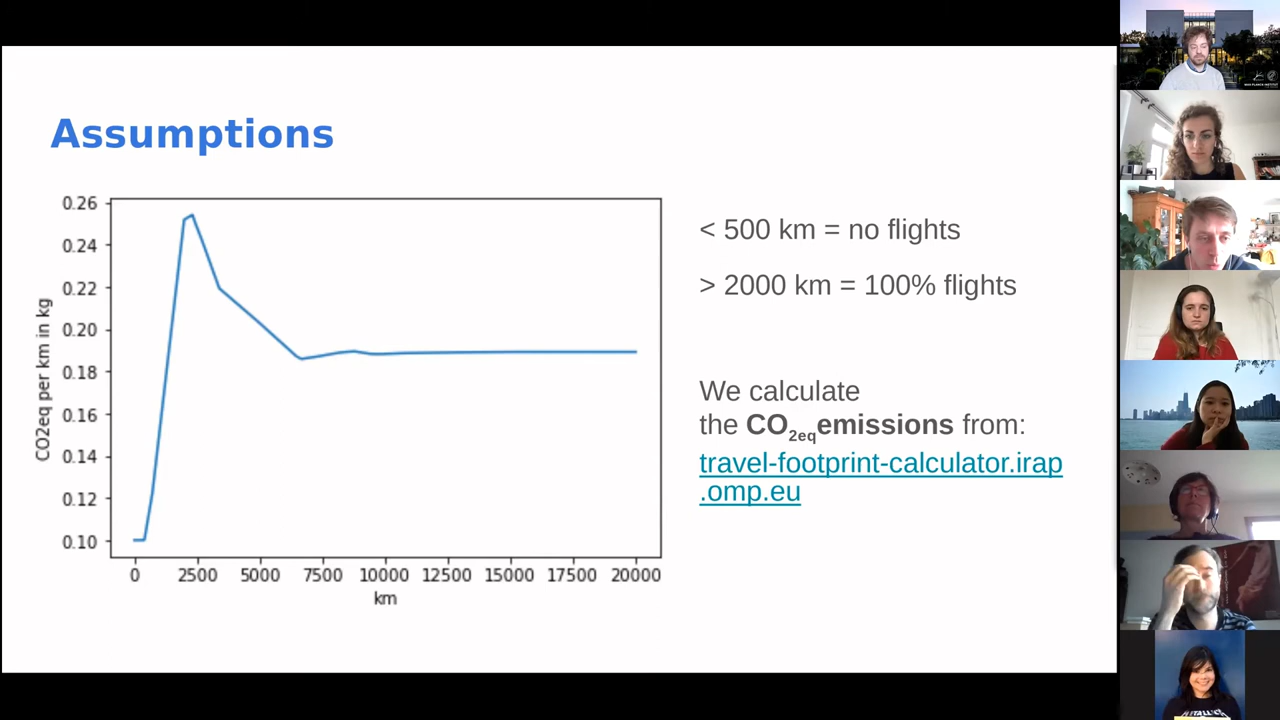 Assumptions
0.26
0.24
0.22
0.20
0.18
0.16
0.14
0.12
0.10
CO2eq per km in kg
0 2500 5000 7500 10000 12500 15000 17500 20000
km
< 500 km = no flights
> 2000 km = 100% flights
We calculate
the CO2eqemissions from:
travel-footprint-calculator.irap
.omp.eu